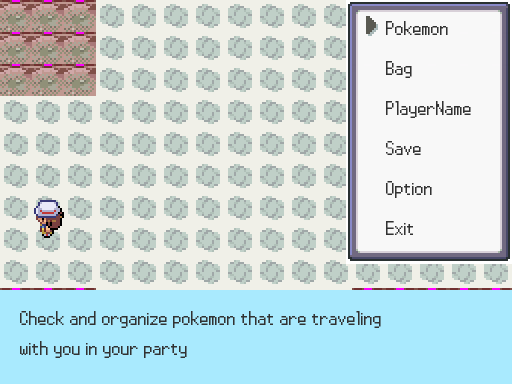 Pokemon
Bag
PlayerName
Save
Option
Exit
Check and organize pokemon that are traveling
with you in your party